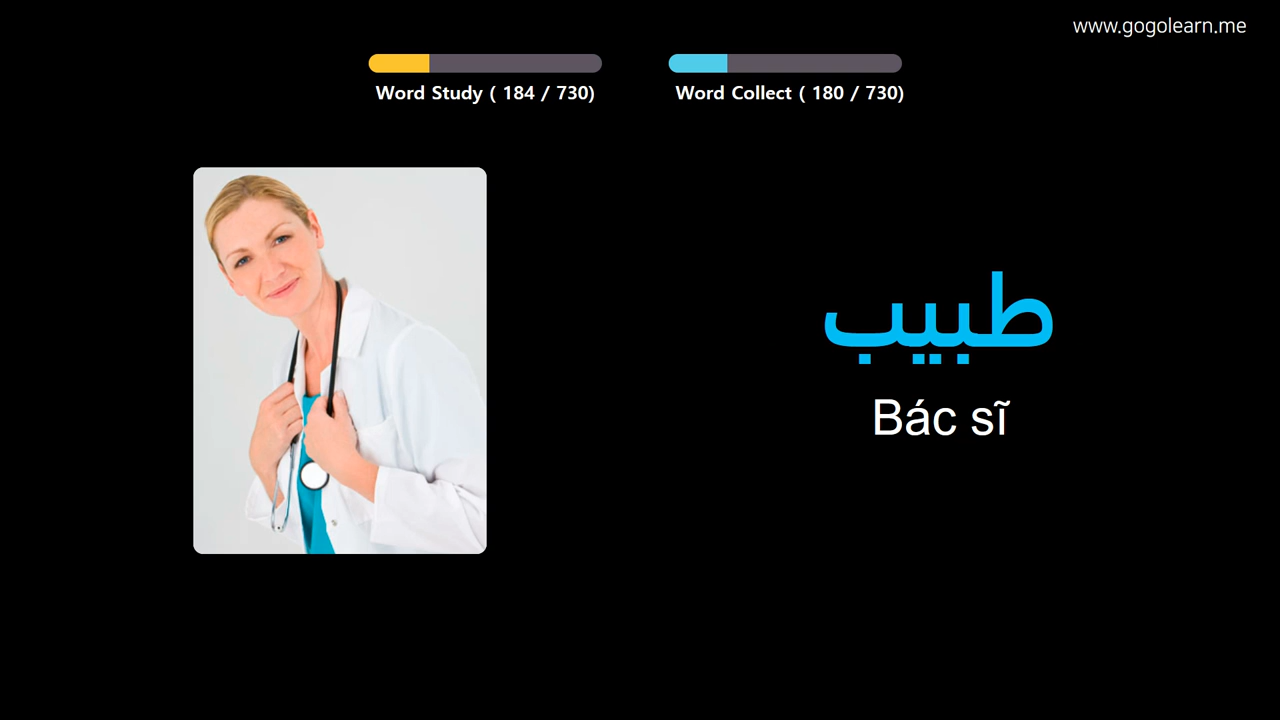 www.gogolearn.me
Word Study ( 184 / 730)
Word Collect ( 180 / 730)
طبيب
Bác sĩ